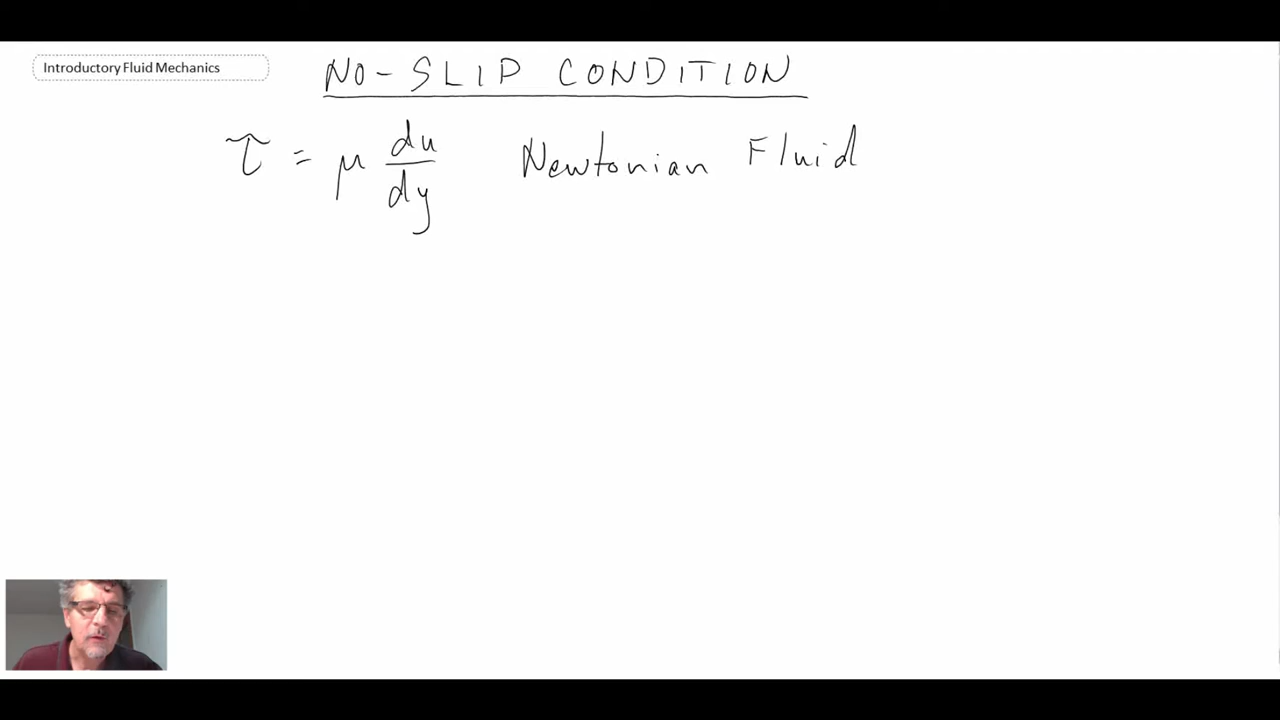 Introductory Fluid Mechanics
NO-SLIP CONDITION
τ = μ du/dy Newtonian Fluid